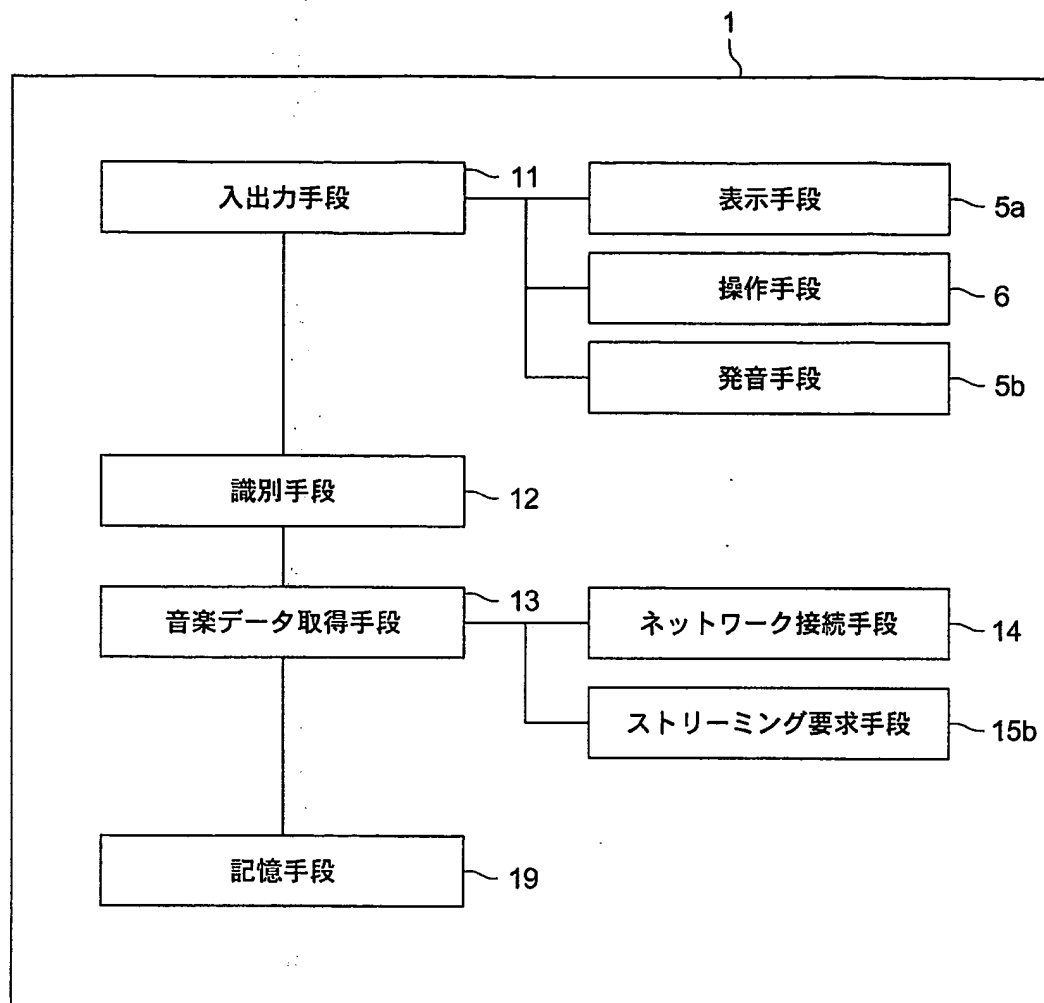 1
入出力手段
11
表示手段
5a
操作手段
6
発音手段
5b
識別手段
12
音楽データ取得手段
13
ネットワーク接続手段
14
ストリーミング要求手段
15b
記憶手段
19